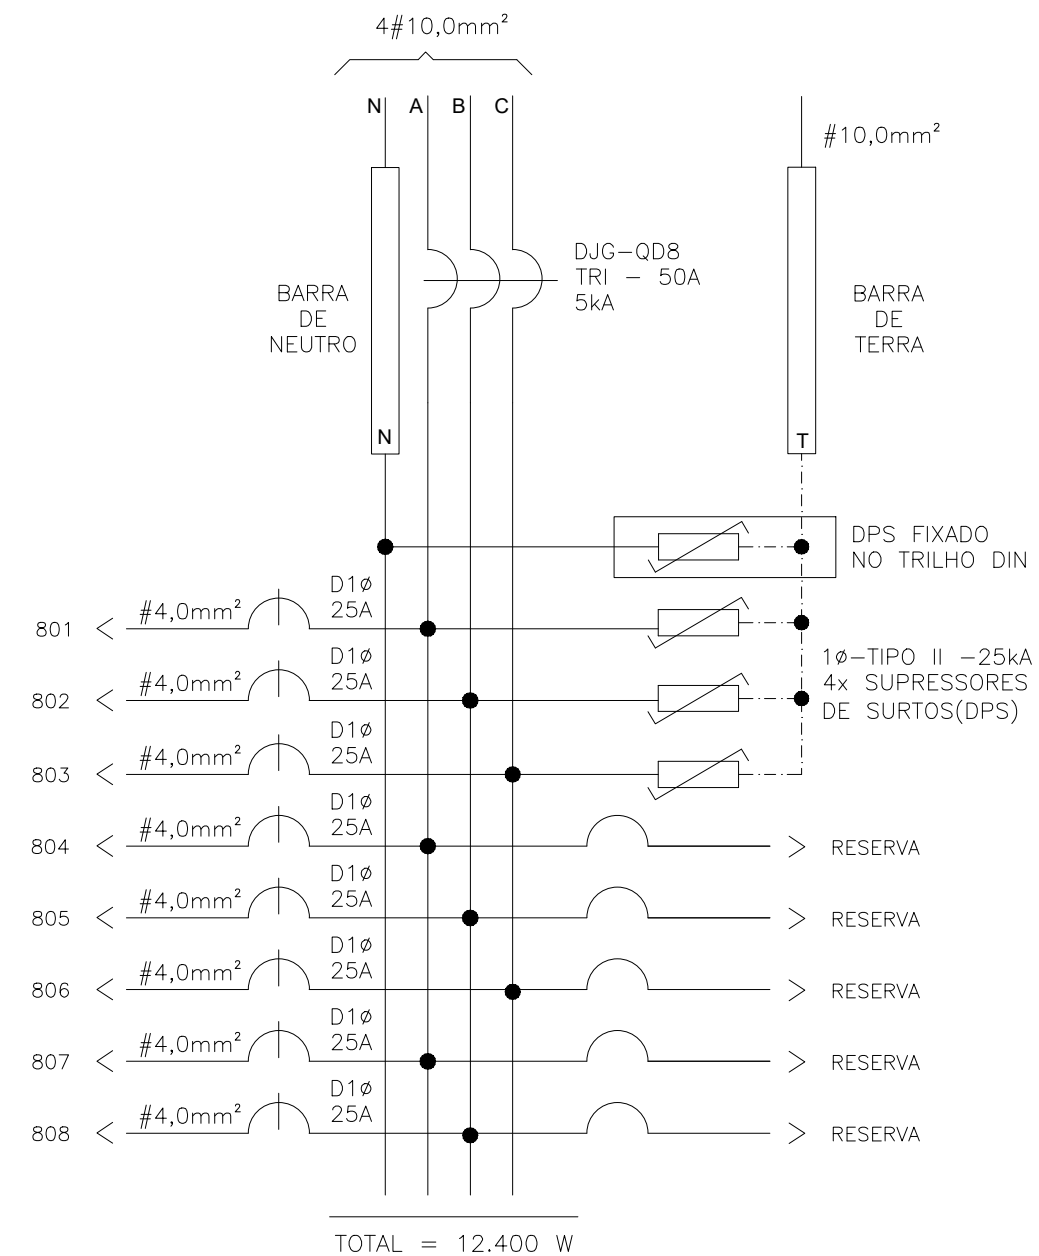 4#10,0mm²
N A B C
#10,0mm²
DJG-QD8
TRI - 50A
5kA
BARRA
DE
NEUTRO
BARRA
DE
TERRA
N
T
DPS FIXADO
NO TRILHO DIN
801 #4,0mm² D1ø
25A
1ø-TIPO II -25kA
4x SUPRESSORES
DE SURTOS(DPS)
802 #4,0mm² D1ø
25A
803 #4,0mm² D1ø
25A
804 #4,0mm² D1ø
25A
RESERVA
805 #4,0mm² D1ø
25A
RESERVA
806 #4,0mm² D1ø
25A
RESERVA
807 #4,0mm² D1ø
25A
RESERVA
808 #4,0mm² D1ø
25A
RESERVA
TOTAL = 12.400 W